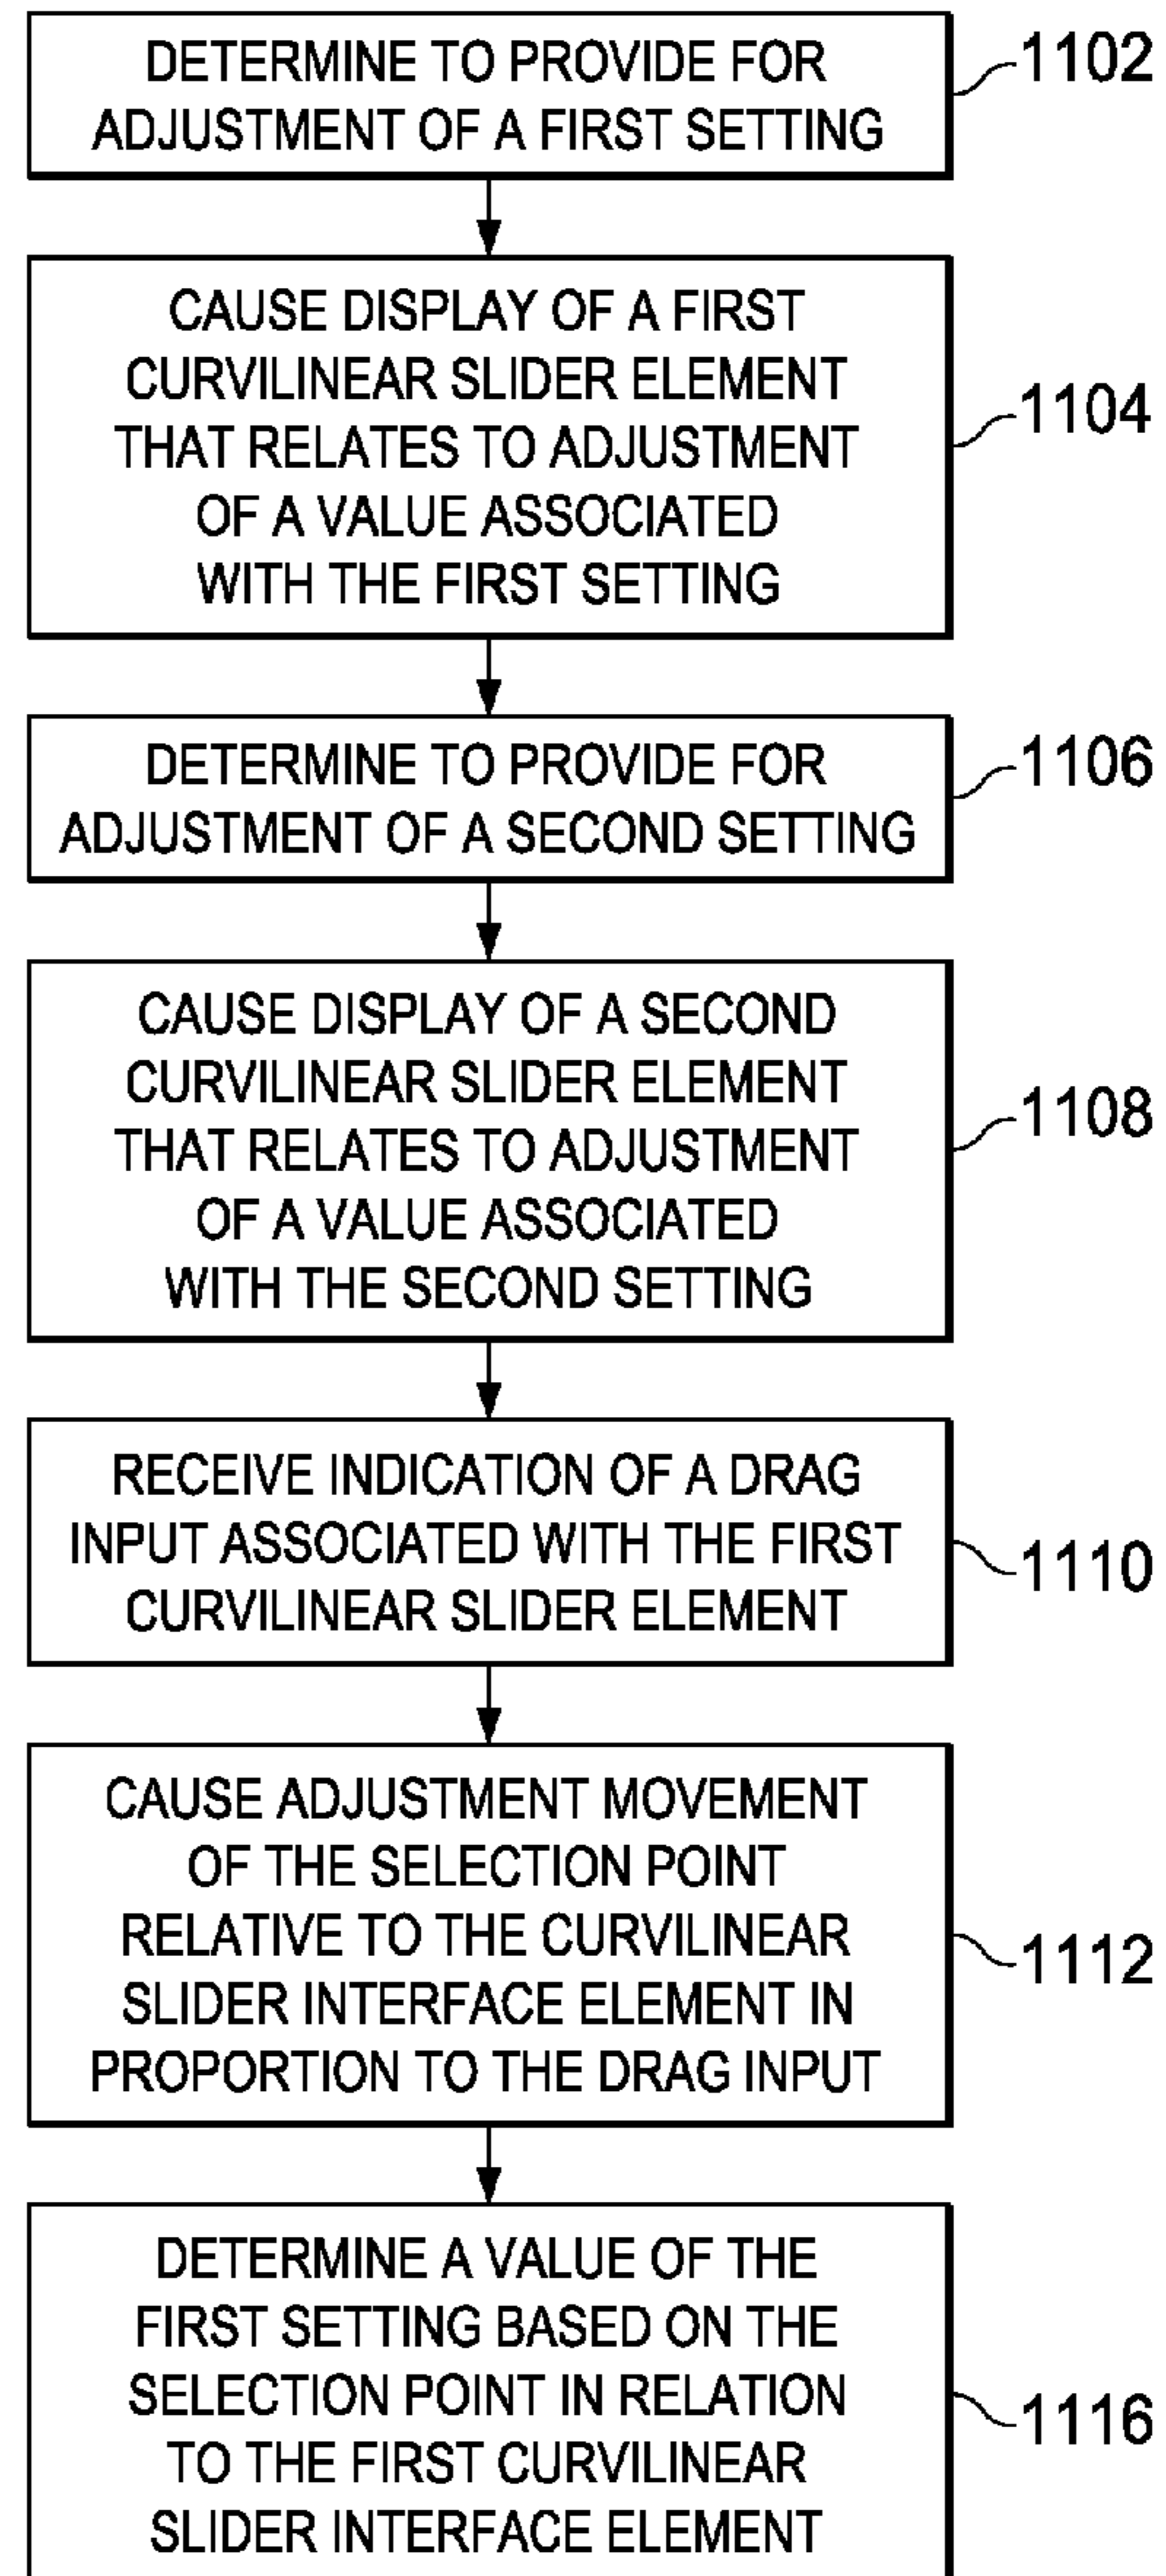 DETERMINE TO PROVIDE FOR
ADJUSTMENT OF A FIRST SETTING
1102
CAUSE DISPLAY OF A FIRST
CURVILINEAR SLIDER ELEMENT
THAT RELATES TO ADJUSTMENT
OF A VALUE ASSOCIATED
WITH THE FIRST SETTING
1104
DETERMINE TO PROVIDE FOR
ADJUSTMENT OF A SECOND SETTING
1106
CAUSE DISPLAY OF A SECOND
CURVILINEAR SLIDER ELEMENT
THAT RELATES TO ADJUSTMENT
OF A VALUE ASSOCIATED
WITH THE SECOND SETTING
1108
RECEIVE INDICATION OF A DRAG
INPUT ASSOCIATED WITH THE FIRST
CURVILINEAR SLIDER ELEMENT
1110
CAUSE ADJUSTMENT MOVEMENT
OF THE SELECTION POINT
RELATIVE TO THE CURVILINEAR
SLIDER INTERFACE ELEMENT IN
PROPORTION TO THE DRAG INPUT
1112
DETERMINE A VALUE OF THE
FIRST SETTING BASED ON THE
SELECTION POINT IN RELATION
TO THE FIRST CURVILINEAR
SLIDER INTERFACE ELEMENT
1116